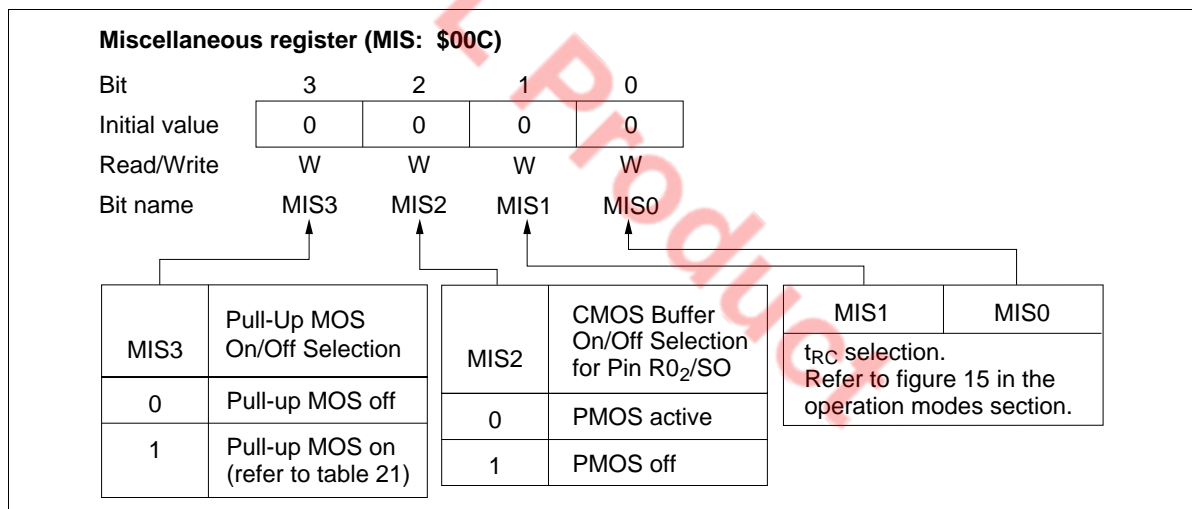 Miscellaneous register (MIS: $00C)
Bit 3 2 1 0
Initial value 0 0 0 0
Read/Write W W W W
Bit name MIS3 MIS2 MIS1 MIS0
MIS3 Pull-Up MOS On/Off Selection
0 Pull-up MOS off
1 Pull-up MOS on (refer to table 21)
MIS2 CMOS Buffer On/Off Selection for Pin R0₂/SO
0 PMOS active
1 PMOS off
MIS1 MIS0
t_RC selection.
Refer to figure 15 in the
operation modes section.
L Product